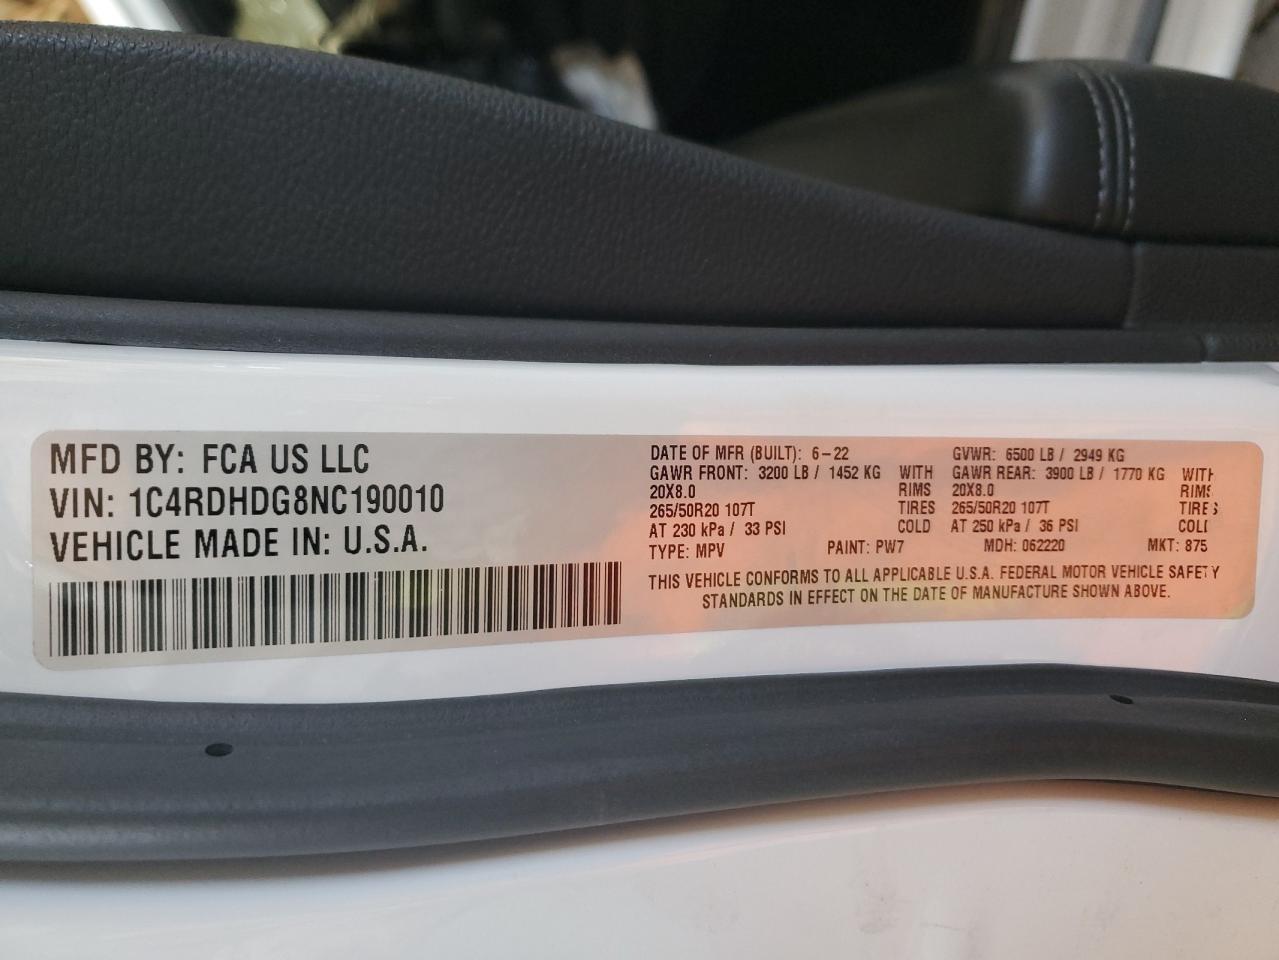 MFD BY: FCA US LLC
VIN: 1C4RDHDG8NC190010
VEHICLE MADE IN: U.S.A.
DATE OF MFR (BUILT): 6-22 GVWR: 6500 LB / 2949 KG
GAWR FRONT: 3200 LB / 1452 KG WITH GAWR REAR: 3900 LB / 1770 KG WITH
20X8.0 RIMS 20X8.0 RIMS
265/50R20 107T TIRES 265/50R20 107T TIRES
AT 230 kPa / 33 PSI COLD AT 250 kPa / 36 PSI COLD
TYPE: MPV PAINT: PW7 MDH: 062220 MKT: 875
THIS VEHICLE CONFORMS TO ALL APPLICABLE U.S.A. FEDERAL MOTOR VEHICLE SAFETY
STANDARDS IN EFFECT ON THE DATE OF MANUFACTURE SHOWN ABOVE.